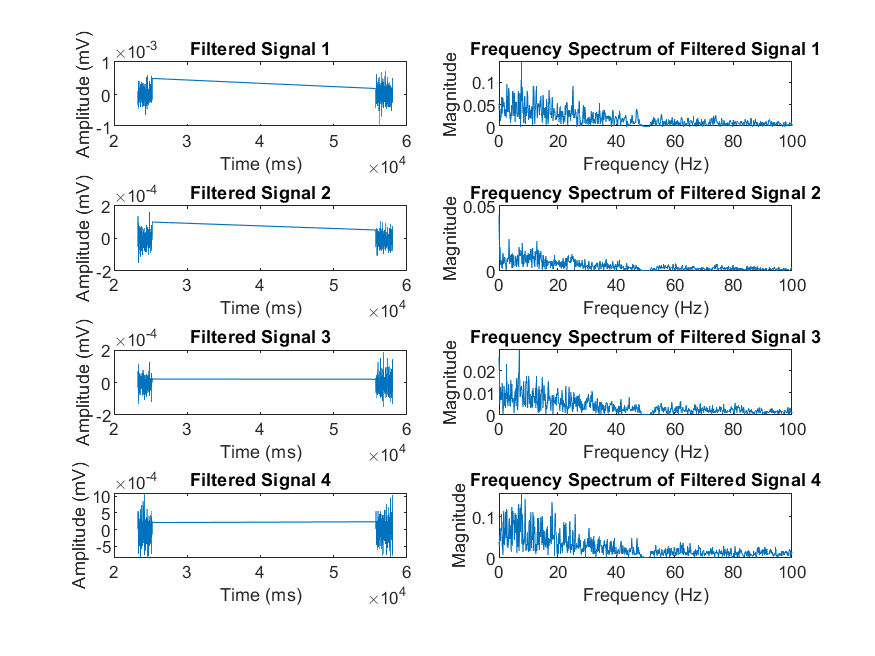 Filtered Signal 1
×10-3
Amplitude (mV)
1
0
-1
2 3 4 5 6
Time (ms)
×104
Frequency Spectrum of Filtered Signal 1
Magnitude
0.1
0.05
0
0 20 40 60 80 100
Frequency (Hz)
Filtered Signal 2
×10-4
Amplitude (mV)
2
0
-2
2 3 4 5 6
Time (ms)
×104
Frequency Spectrum of Filtered Signal 2
Magnitude
0.05
0
0 20 40 60 80 100
Frequency (Hz)
Filtered Signal 3
×10-4
Amplitude (mV)
2
0
-2
2 3 4 5 6
Time (ms)
×104
Frequency Spectrum of Filtered Signal 3
Magnitude
0.02
0.01
0
0 20 40 60 80 100
Frequency (Hz)
Filtered Signal 4
×10-4
Amplitude (mV)
10
5
0
-5
2 3 4 5 6
Time (ms)
×104
Frequency Spectrum of Filtered Signal 4
Magnitude
0.1
0
0 20 40 60 80 100
Frequency (Hz)